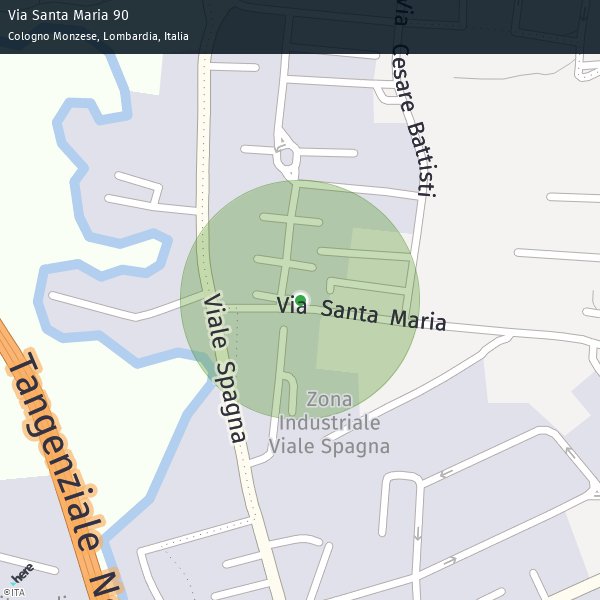 Via Santa Maria 90
Cologno Monzese, Lombardia, Italia
Via Cesare Battisti
Via Santa Maria
Viale Spagna
Zona
Industriale
Viale Spagna
Tangenziale N
here
©ITA